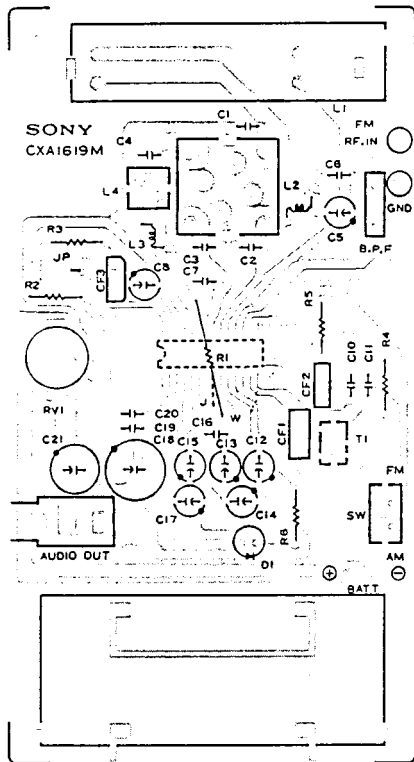 L1
SONY
CXA1619M
C1
FM
RF.IN
C4
C6
L4
L2
GND
R3
L3
C3
C2
C5
B.P.F
JP
CF3
C8
C7
R2
R5
R4
R1
C10
C11
CF2
RV1
J
W
C20
C19
C16
CF1
T1
C21
C18
C15
C13
C12
C17
C14
R6
SW
FM
AUDIO OUT
D1
AM
⊕
⊖
BATT